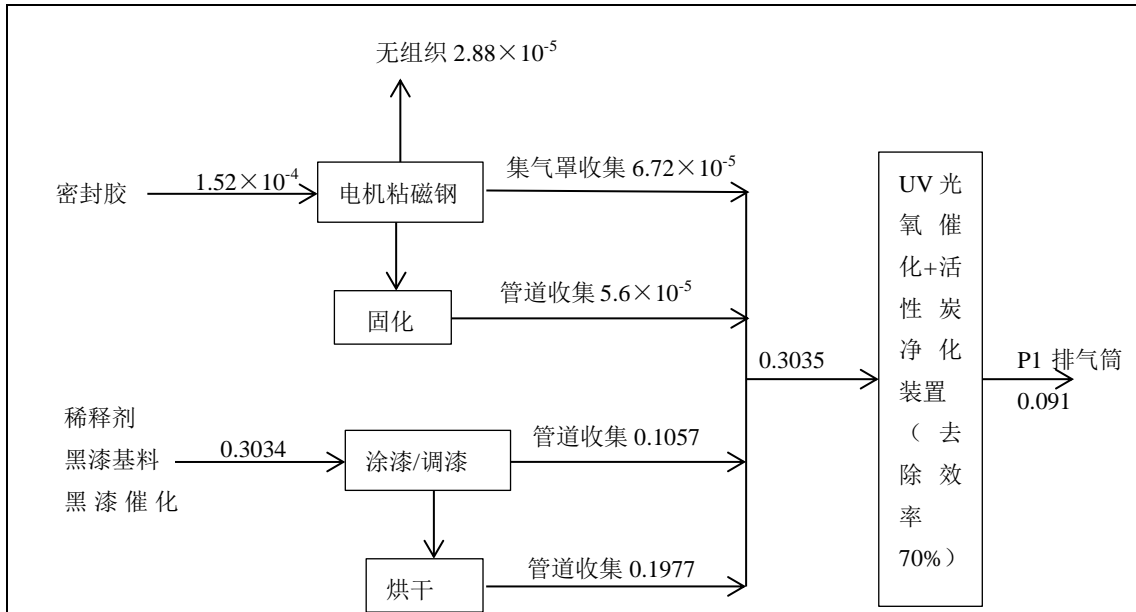 无组织 2.88×10⁻⁵
密封胶
1.52×10⁻⁴
电机粘磁钢
集气罩收集 6.72×10⁻⁵
固化
管道收集 5.6×10⁻⁵
稀释剂
黑漆基料
黑漆催化
0.3034
涂漆/调漆
管道收集 0.1057
烘干
管道收集 0.1977
0.3035
UV 光
氧催
化+活
性炭
净化
装置
（去
除效
率
70%）
P1 排气筒
0.091